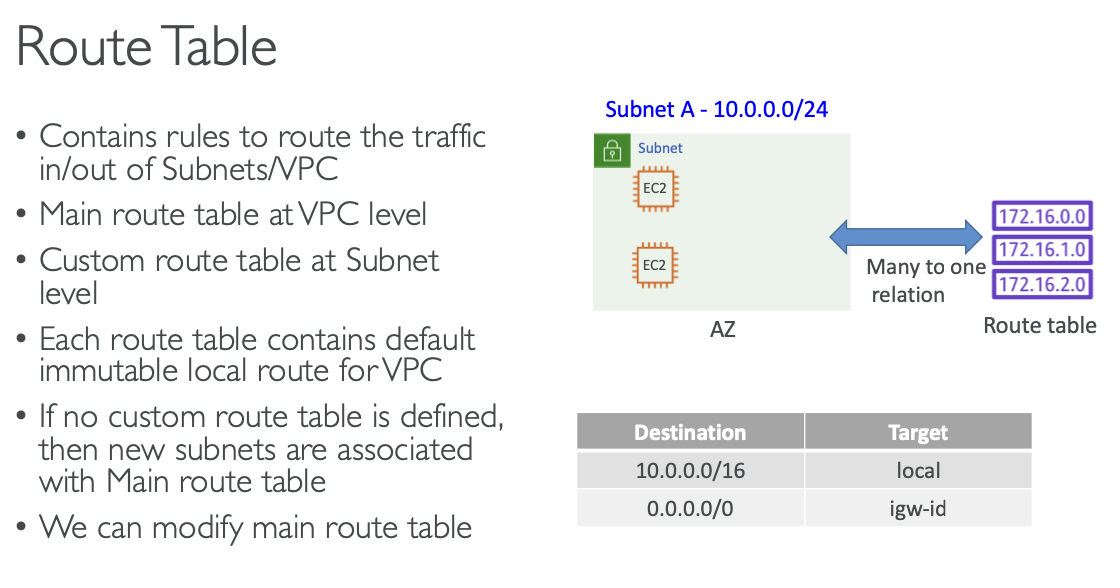 Route Table
• Contains rules to route the traffic
in/out of Subnets/VPC
• Main route table at VPC level
• Custom route table at Subnet
level
• Each route table contains default
immutable local route for VPC
• If no custom route table is defined,
then new subnets are associated
with Main route table
• We can modify main route table
Subnet A - 10.0.0.0/24
Subnet
EC2
EC2
AZ
Many to one
relation
172.16.0.0
172.16.1.0
172.16.2.0
Route table
Destination Target
10.0.0.0/16 local
0.0.0.0/0 igw-id